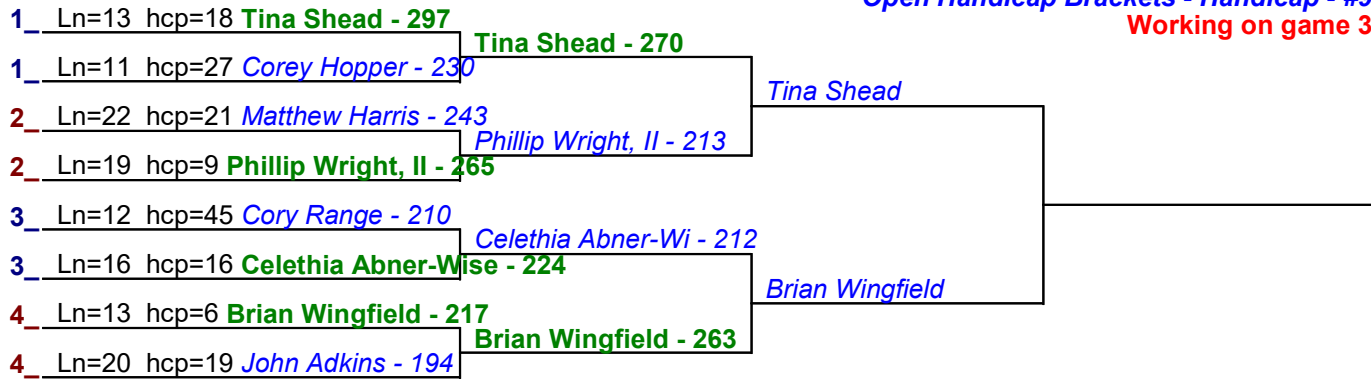 Open Handicap Brackets - Handicap - #9
Working on game 3
1_ Ln=13 hcp=18 Tina Shead - 297
Tina Shead - 270
1_ Ln=11 hcp=27 Corey Hopper - 230
Tina Shead
2_ Ln=22 hcp=21 Matthew Harris - 243
Phillip Wright, II - 213
2_ Ln=19 hcp=9 Phillip Wright, II - 265
3_ Ln=12 hcp=45 Cory Range - 210
Celethia Abner-Wi - 212
3_ Ln=16 hcp=16 Celethia Abner-Wise - 224
Brian Wingfield
4_ Ln=13 hcp=6 Brian Wingfield - 217
Brian Wingfield - 263
4_ Ln=20 hcp=19 John Adkins - 194